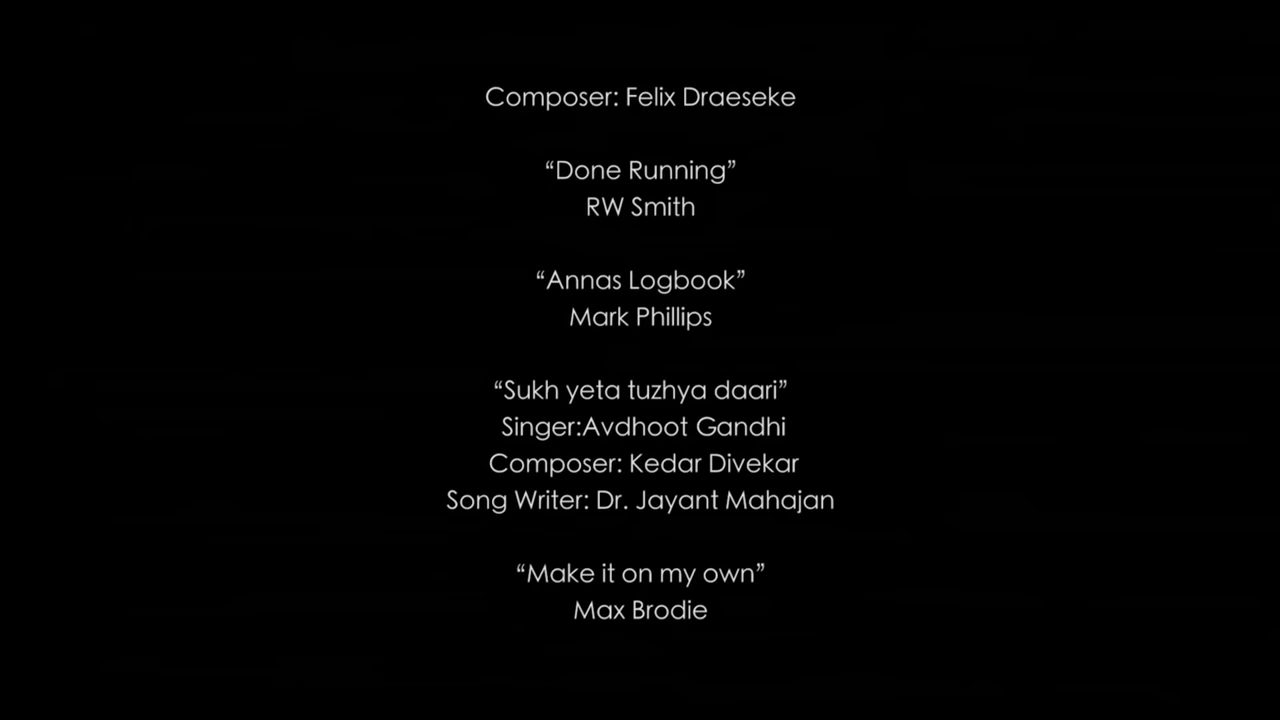 Composer: Felix Draeseke
“Done Running”
RW Smith
“Annas Logbook”
Mark Phillips
“Sukh yeta tuzhya daari”
Singer:Avdhoot Gandhi
Composer: Kedar Divekar
Song Writer: Dr. Jayant Mahajan
“Make it on my own”
Max Brodie